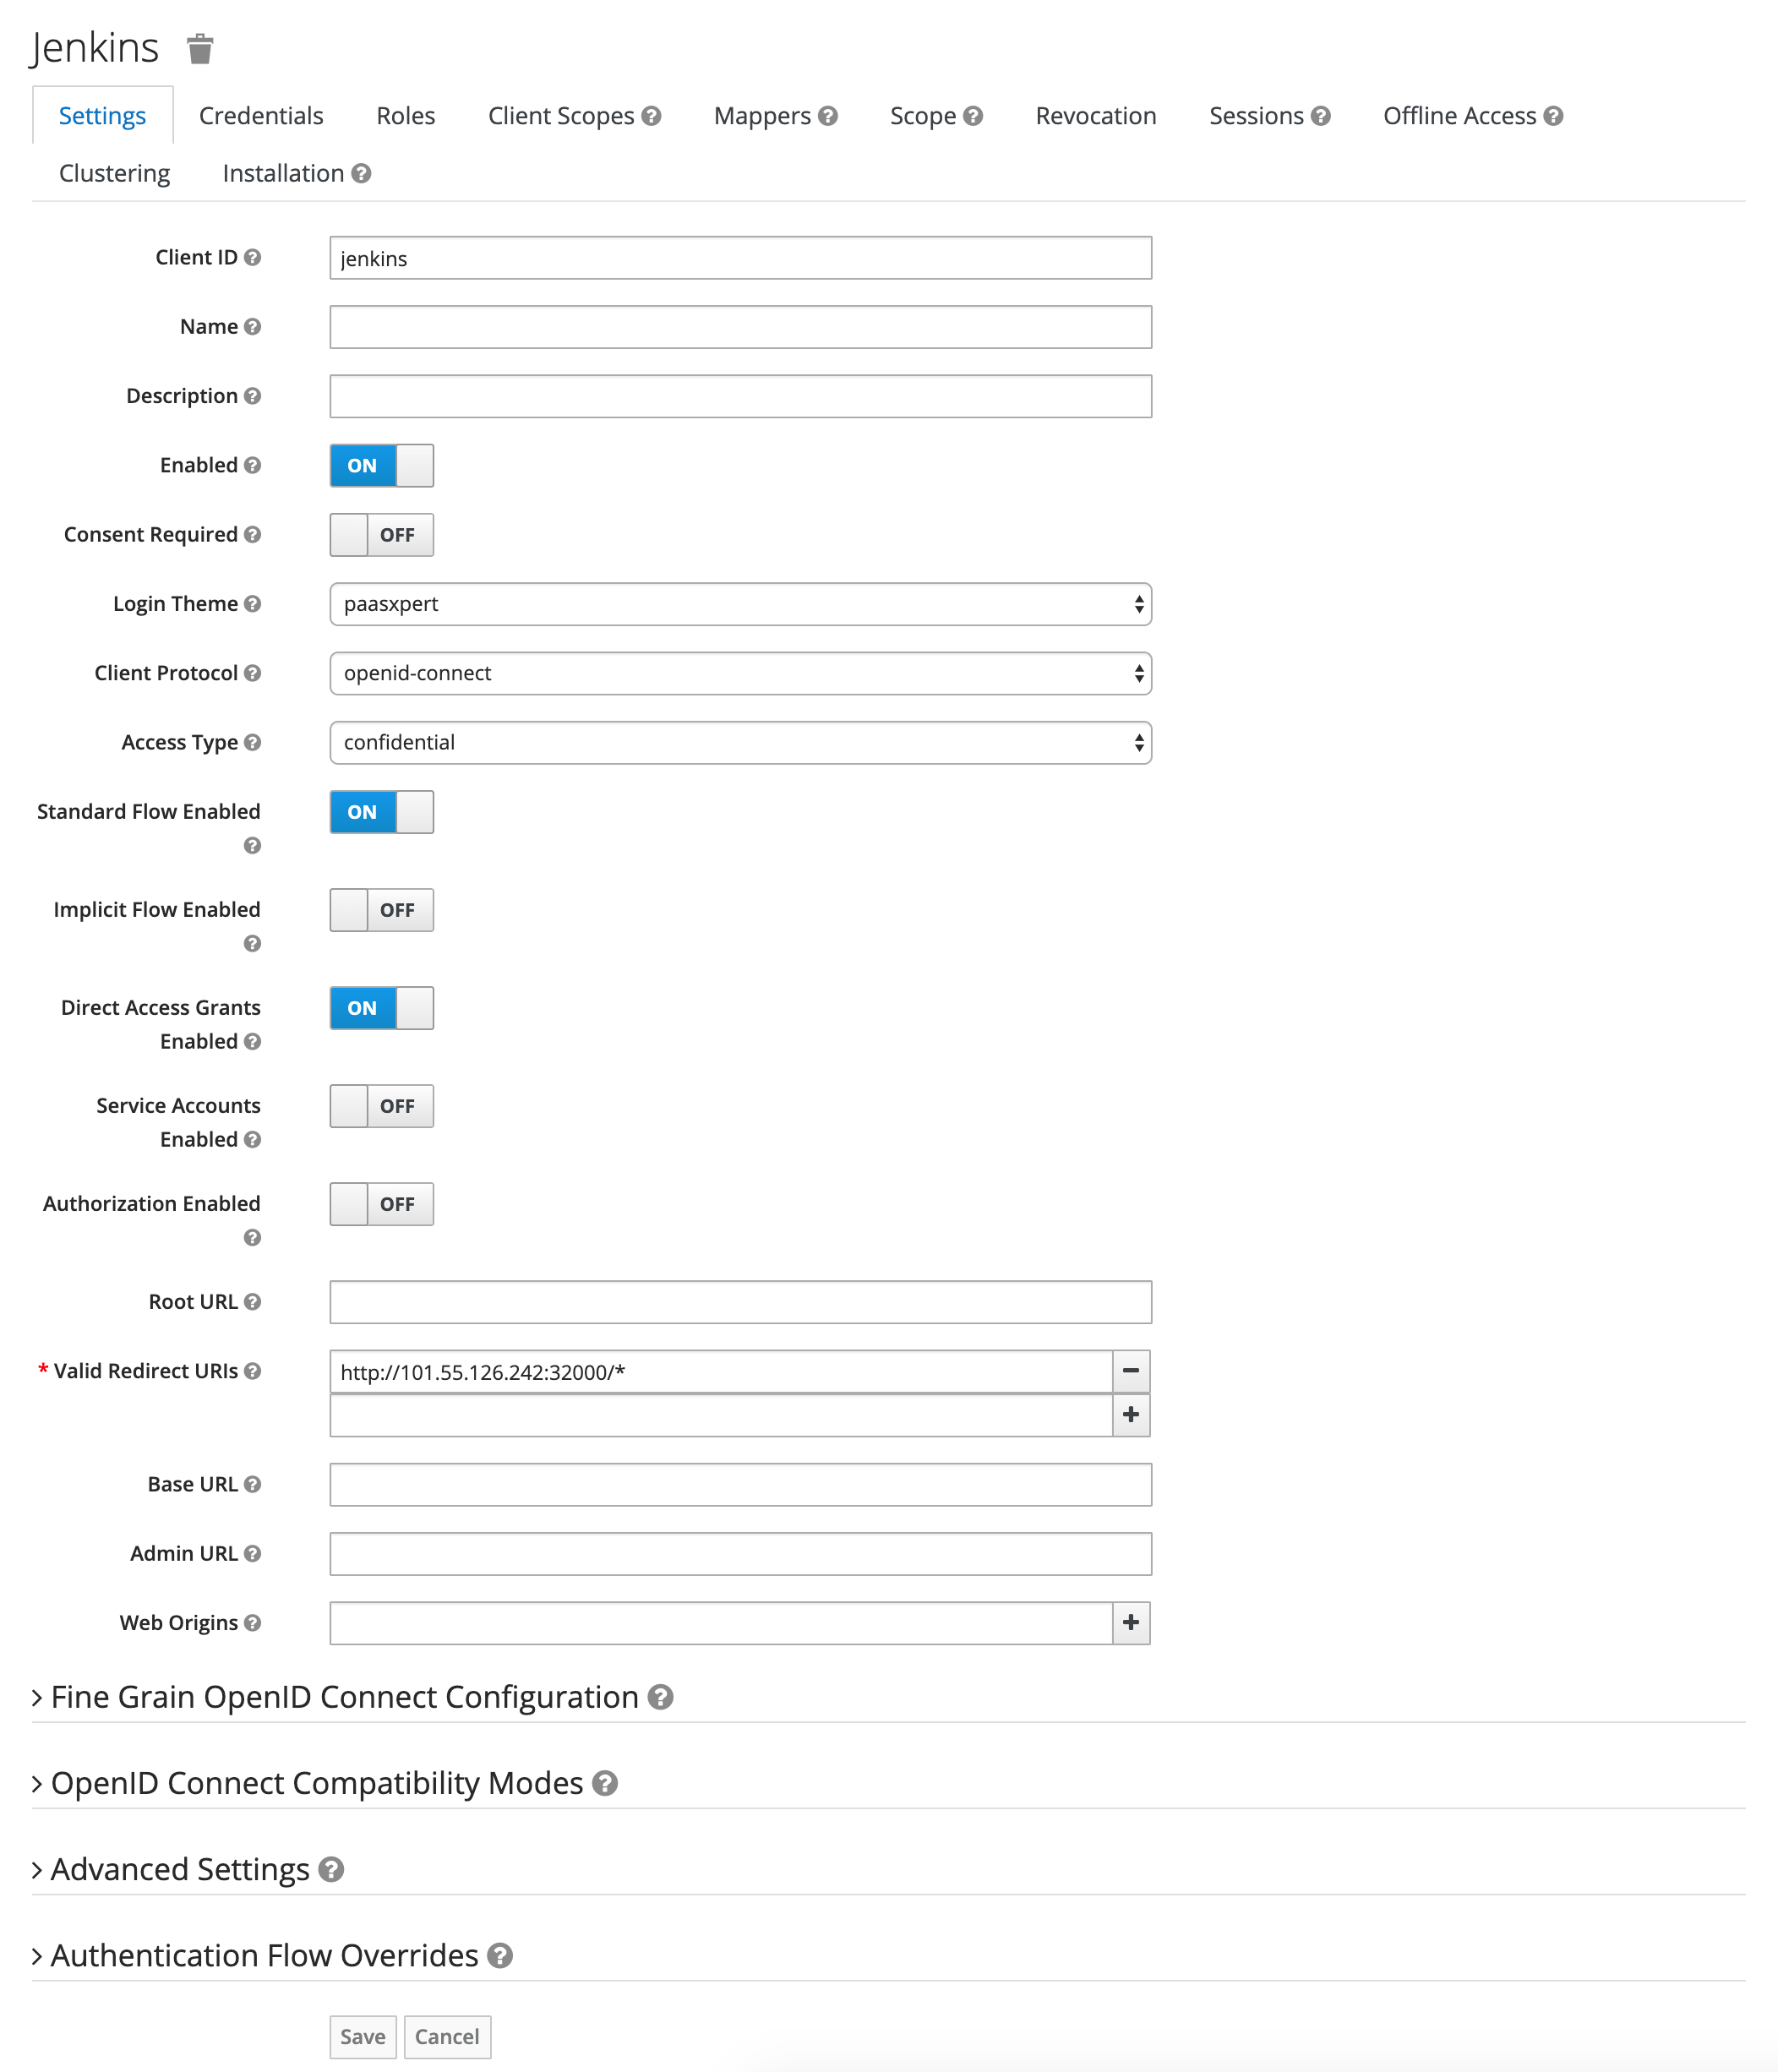 Jenkins
Settings Credentials Roles Client Scopes Mappers Scope Revocation Sessions Offline Access
Clustering Installation
Client ID jenkins
Name
Description
Enabled ON
Consent Required OFF
Login Theme paasxpert
Client Protocol openid-connect
Access Type confidential
Standard Flow Enabled ON
Implicit Flow Enabled OFF
Direct Access Grants ON
Enabled
Service Accounts OFF
Enabled
Authorization Enabled OFF
Root URL
* Valid Redirect URIs http://101.55.126.242:32000/*
Base URL
Admin URL
Web Origins
Fine Grain OpenID Connect Configuration
OpenID Connect Compatibility Modes
Advanced Settings
Authentication Flow Overrides
Save Cancel